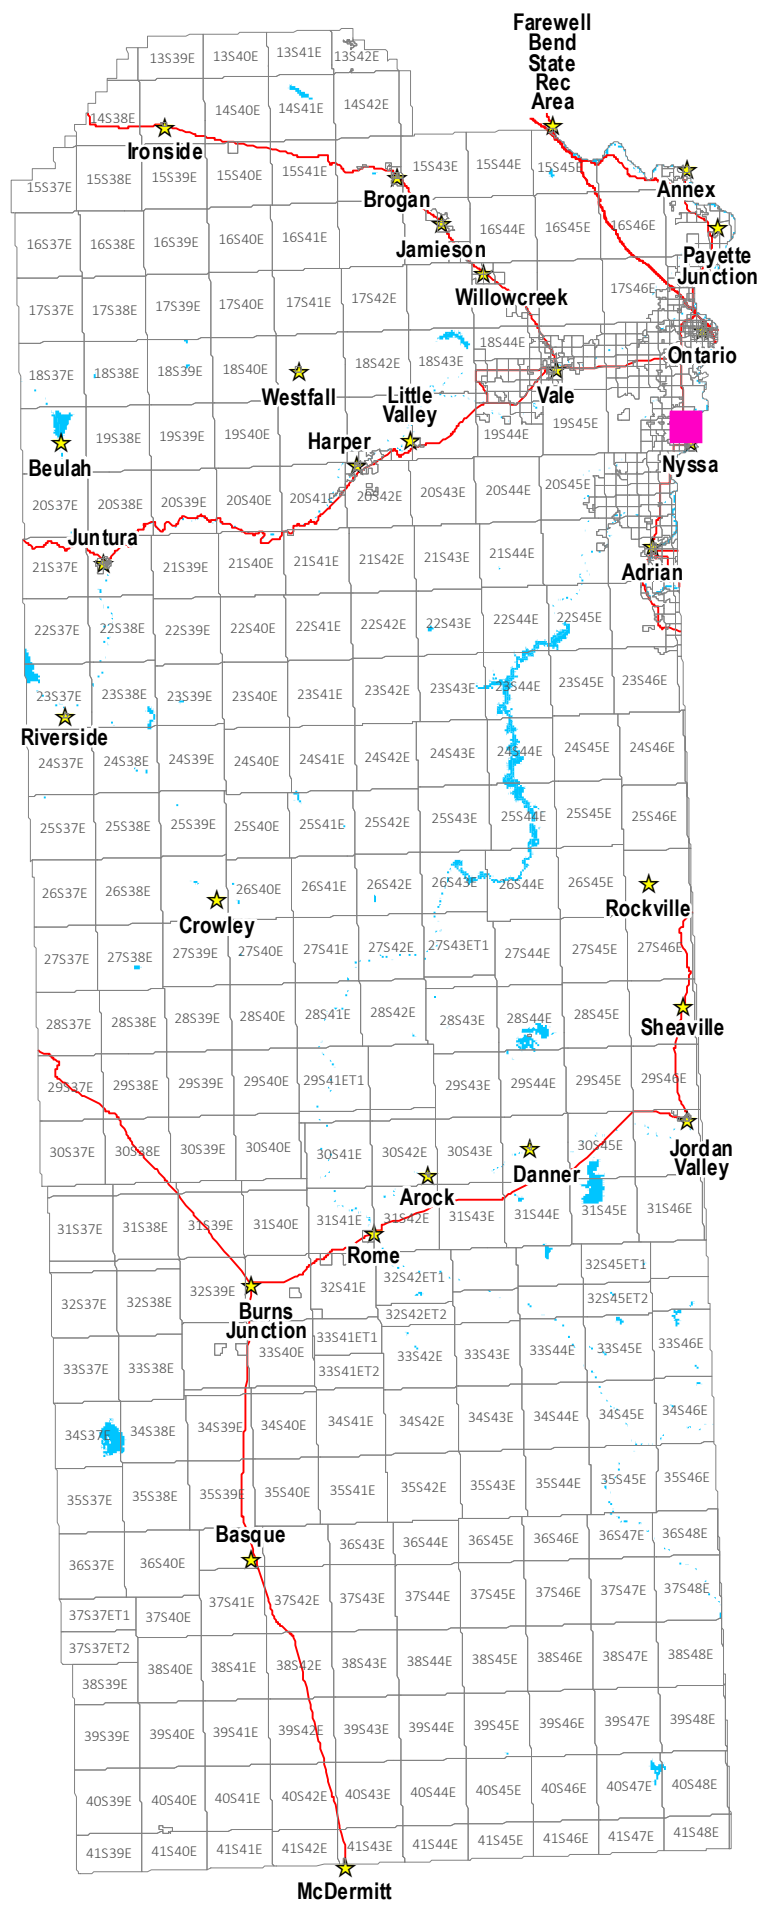 Farewell
Bend
State
Rec
Area
13S39E 13S40E 13S41E 13S42E
14S38E 14S40E 14S41E 14S42E
Ironside
15S37E 15S38E 15S39E 15S40E 15S41E 15S43E 15S44E 15S45E
Brogan
Annex
16S37E 16S38E 16S39E 16S40E 16S41E 16S44E 16S45E 16S46E
Jamieson
Payette
Junction
17S37E 17S38E 17S39E 17S40E 17S41E 17S42E 17S46E
Willowcreek
Ontario
18S37E 18S38E 18S39E 18S40E 18S42E 18S43E 18S44E
Westfall
Little
Valley
Vale
19S38E 19S39E 19S40E 19S44E 19S45E
Beulah
Harper
Nyssa
20S37E 20S38E 20S39E 20S40E 20S41E 20S42E 20S43E 20S44E 20S45E
Juntura
21S37E 21S39E 21S40E 21S41E 21S42E 21S43E 21S44E
Adrian
22S37E 22S38E 22S39E 22S40E 22S41E 22S42E 22S43E 22S44E 22S45E
23S37E 23S38E 23S39E 23S40E 23S41E 23S42E 23S43E 23S44E 23S45E 23S46E
Riverside
24S37E 24S38E 24S39E 24S40E 24S41E 24S42E 24S43E 24S44E 24S45E 24S46E
25S37E 25S38E 25S39E 25S40E 25S41E 25S42E 25S43E 25S44E 25S45E 25S46E
26S37E 26S38E 26S40E 26S41E 26S42E 26S43E 26S44E 26S45E
Crowley
Rockville
27S37E 27S38E 27S39E 27S40E 27S41E 27S42E 27S43ET1 27S44E 27S45E 27S46E
28S37E 28S38E 28S39E 28S40E 28S41E 28S42E 28S43E 28S44E 28S45E
Sheaville
29S37E 29S38E 29S39E 29S40E 29S41ET1 29S43E 29S44E 29S45E 29S46E
30S37E 30S38E 30S39E 30S40E 30S41E 30S42E 30S43E 30S45E
Jordan
Valley
Danner
Arock
31S37E 31S38E 31S39E 31S40E 31S41E 31S42E 31S43E 31S44E 31S45E 31S46E
Rome
32S37E 32S38E 32S39E 32S41E 32S42ET1 32S45ET1
32S42ET2 32S45ET2
Burns
Junction
33S37E 33S38E 33S40E 33S41ET1 33S42E 33S43E 33S44E 33S45E 33S46E
33S41ET2
34S37E 34S38E 34S39E 34S40E 34S41E 34S42E 34S43E 34S44E 34S45E 34S46E
35S37E 35S38E 35S39E 35S40E 35S41E 35S42E 35S43E 35S44E 35S45E 35S46E
Basque
36S37E 36S40E 36S43E 36S44E 36S45E 36S46E 36S47E 36S48E
37S37ET1 37S40E 37S41E 37S42E 37S43E 37S44E 37S45E 37S46E 37S47E 37S48E
37S37ET2
38S39E 38S40E 38S41E 38S42E 38S43E 38S44E 38S45E 38S46E 38S47E 38S48E
39S39E 39S40E 39S41E 39S42E 39S43E 39S44E 39S45E 39S46E 39S47E 39S48E
40S39E 40S40E 40S41E 40S42E 40S43E 40S44E 40S45E 40S46E 40S47E 40S48E
41S39E 41S40E 41S41E 41S42E 41S43E 41S44E 41S45E 41S46E 41S47E 41S48E
McDermitt